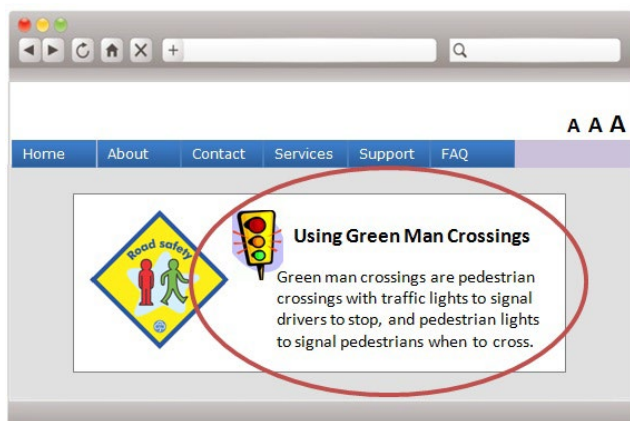 A A A
Home About Contact Services Support FAQ
Road safety
Using Green Man Crossings
Green man crossings are pedestrian
crossings with traffic lights to signal
drivers to stop, and pedestrian lights
to signal pedestrians when to cross.